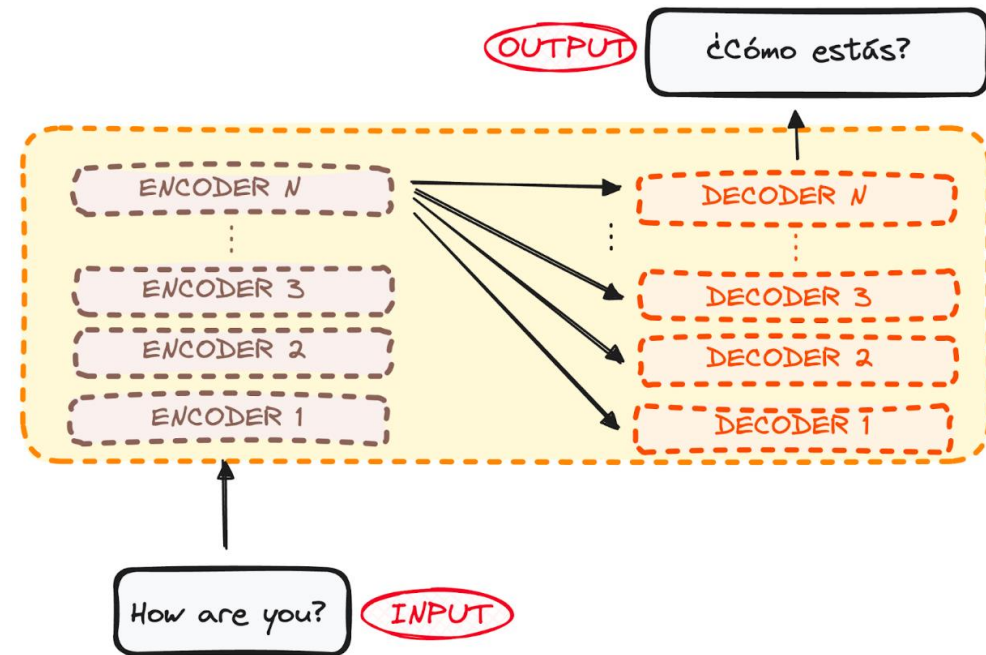 OUTPUT
¿Cómo estás?
ENCODER N
DECODER N
ENCODER 3
DECODER 3
ENCODER 2
DECODER 2
ENCODER 1
DECODER 1
How are you?
INPUT